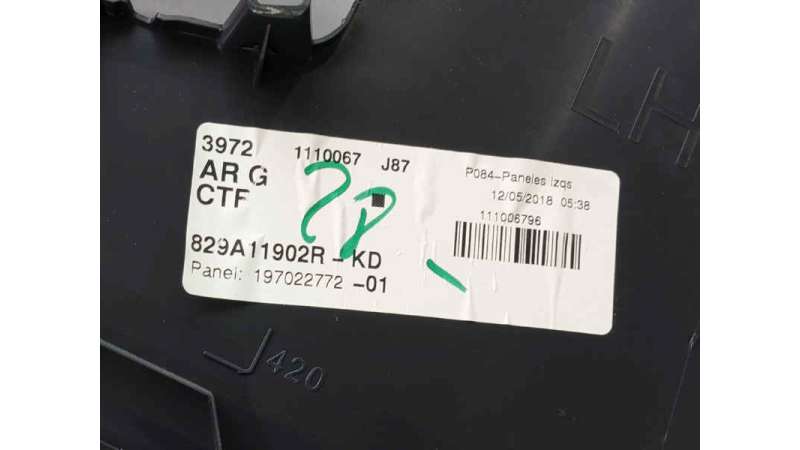 LH
3972 1110067 J87
AR G
CTF
28
829A11902R-KD
Panel: 197022772-01
P084-Paneles Izqs
12/05/2018 05:38
111006796
420